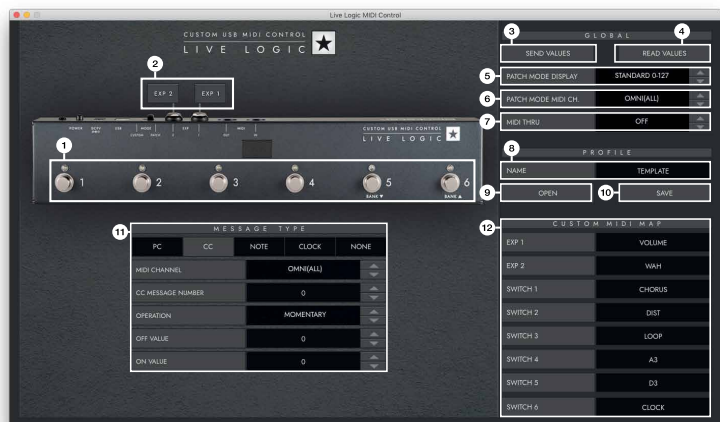 Live Logic MIDI Control
CUSTOM USB MIDI CONTROL
LIVE LOGIC
2
EXP 2 EXP 1
POWER DC9V USB MODE EXP MIDI
CUSTOM PATCH 2 1 OUT IN
CUSTOM USB MIDI CONTROL
LIVE LOGIC
1
1 2 3 4 5 6
BANK ▼ BANK ▲
11
MESSAGE TYPE
PC CC NOTE CLOCK NONE
MIDI CHANNEL OMNI(ALL)
CC MESSAGE NUMBER 0
OPERATION MOMENTARY
OFF VALUE 0
ON VALUE 0
GLOBAL
3 4
SEND VALUES READ VALUES
5 PATCH MODE DISPLAY STANDARD 0-127
6 PATCH MODE MIDI CH. OMNI(ALL)
7 MIDI THRU OFF
PROFILE
8
NAME TEMPLATE
9 OPEN 10 SAVE
12
CUSTOM MIDI MAP
EXP 1 VOLUME
EXP 2 WAH
SWITCH 1 CHORUS
SWITCH 2 DIST
SWITCH 3 LOOP
SWITCH 4 A3
SWITCH 5 D3
SWITCH 6 CLOCK